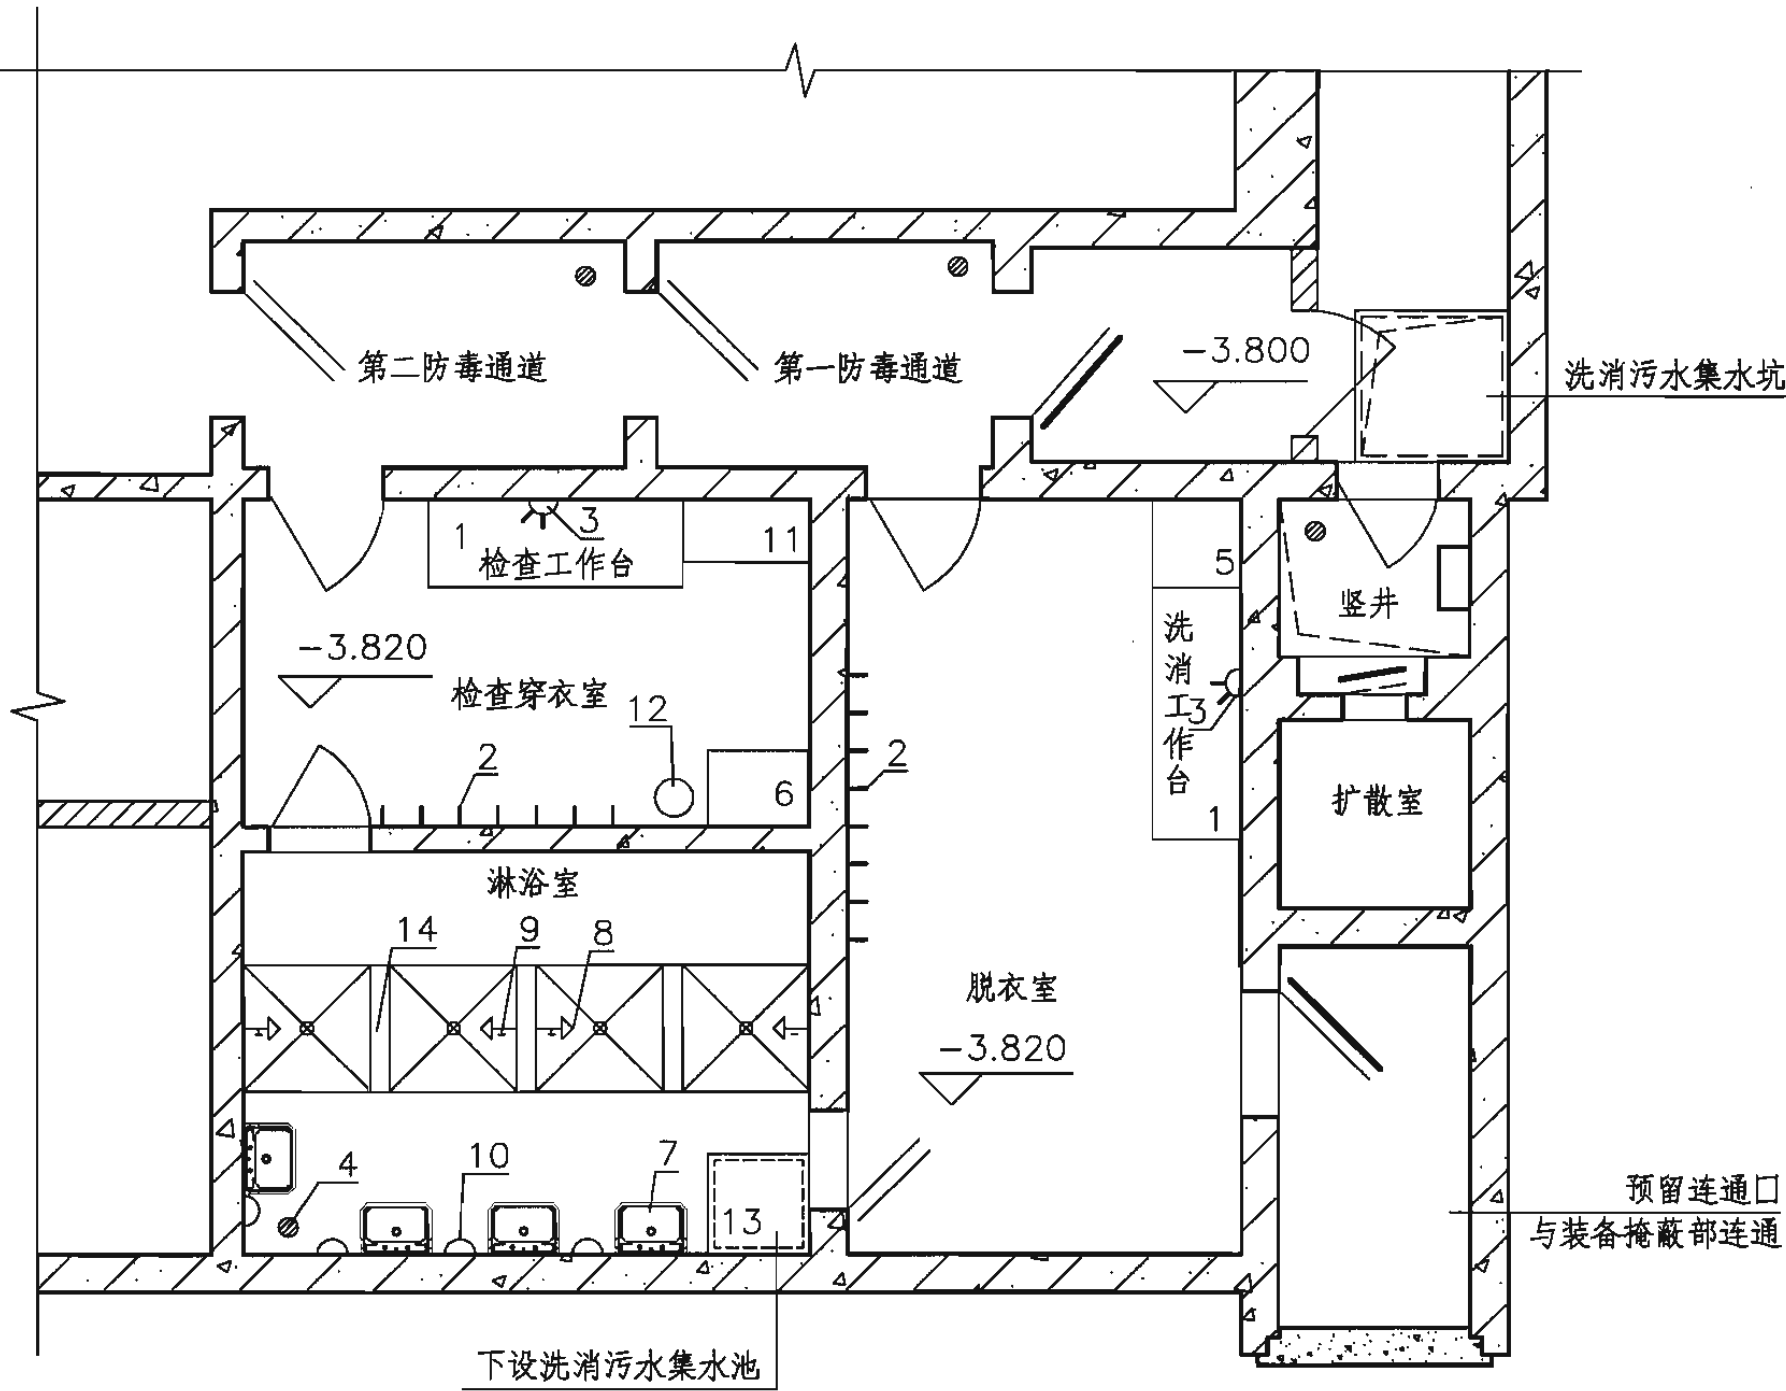 第二防毒通道
第一防毒通道
-3.800
洗消污水集水坑
1
3
11
检查工作台
5
竖井
-3.820
检查穿衣室
12
2
6
2
洗消工作台
3
1
扩散室
淋浴室
14
9
8
脱衣室
-3.820
4
10
7
13
预留连通口
与装备掩蔽部连通
下设洗消污水集水池